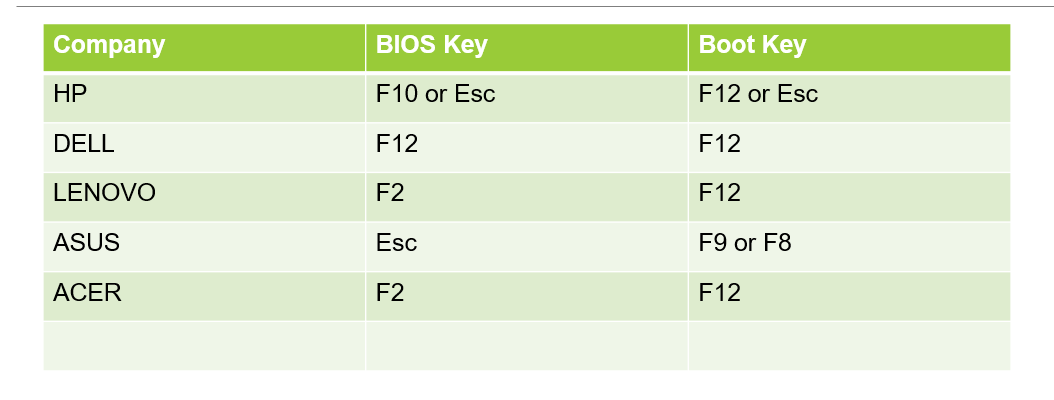 Company BIOS Key Boot Key
HP F10 or Esc F12 or Esc
DELL F12 F12
LENOVO F2 F12
ASUS Esc F9 or F8
ACER F2 F12